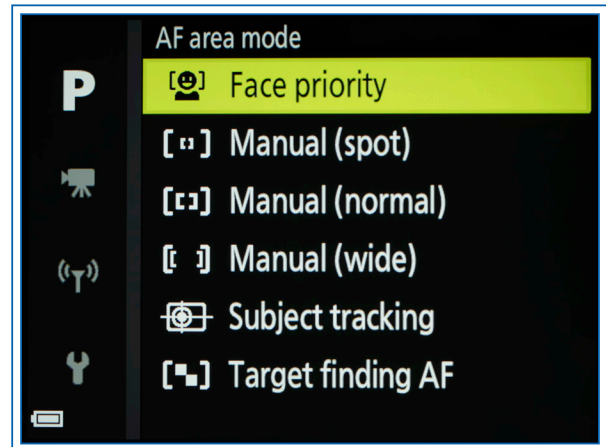 AF area mode
P
Face priority
Manual (spot)
Manual (normal)
Manual (wide)
Subject tracking
Target finding AF